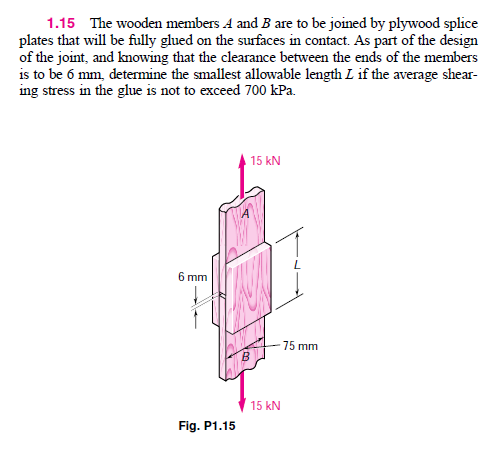 1.15 The wooden members A and B are to be joined by plywood splice
plates that will be fully glued on the surfaces in contact. As part of the design
of the joint, and knowing that the clearance between the ends of the members
is to be 6 mm, determine the smallest allowable length L if the average shear-
ing stress in the glue is not to exceed 700 kPa.
15 kN
A
L
6 mm
75 mm
B
15 kN
Fig. P1.15